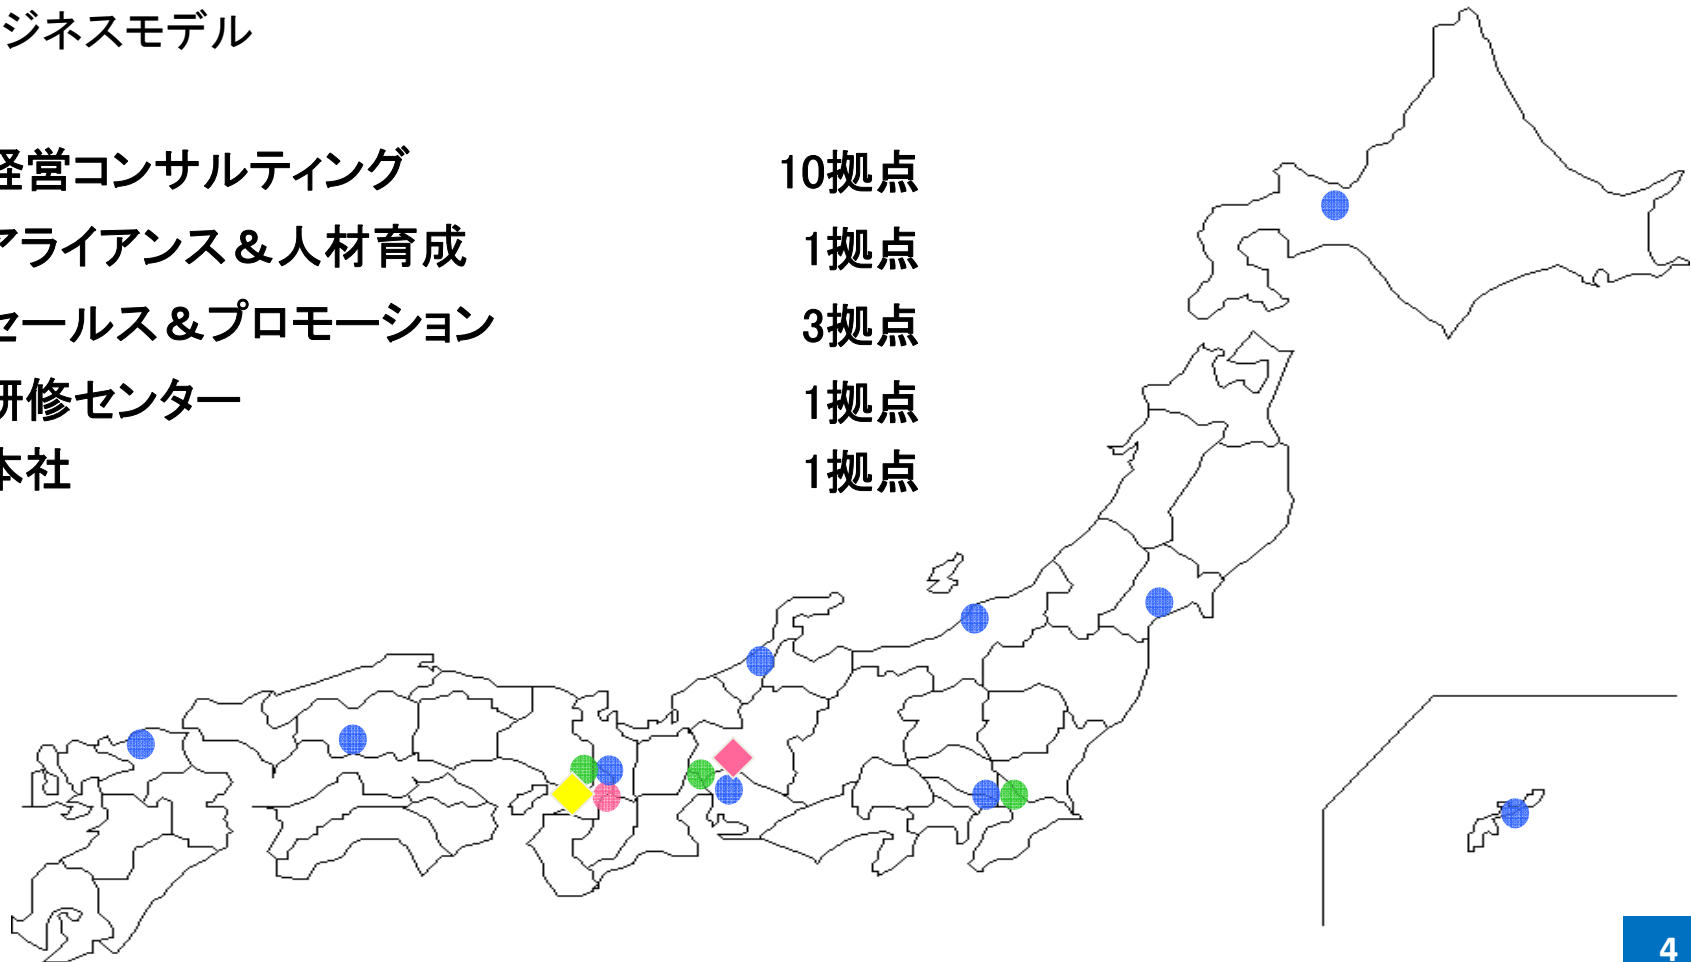 ジネスモデル
経営コンサルティング 10拠点
アライアンス＆人材育成 1拠点
セールス＆プロモーション 3拠点
研修センター 1拠点
本社 1拠点
4